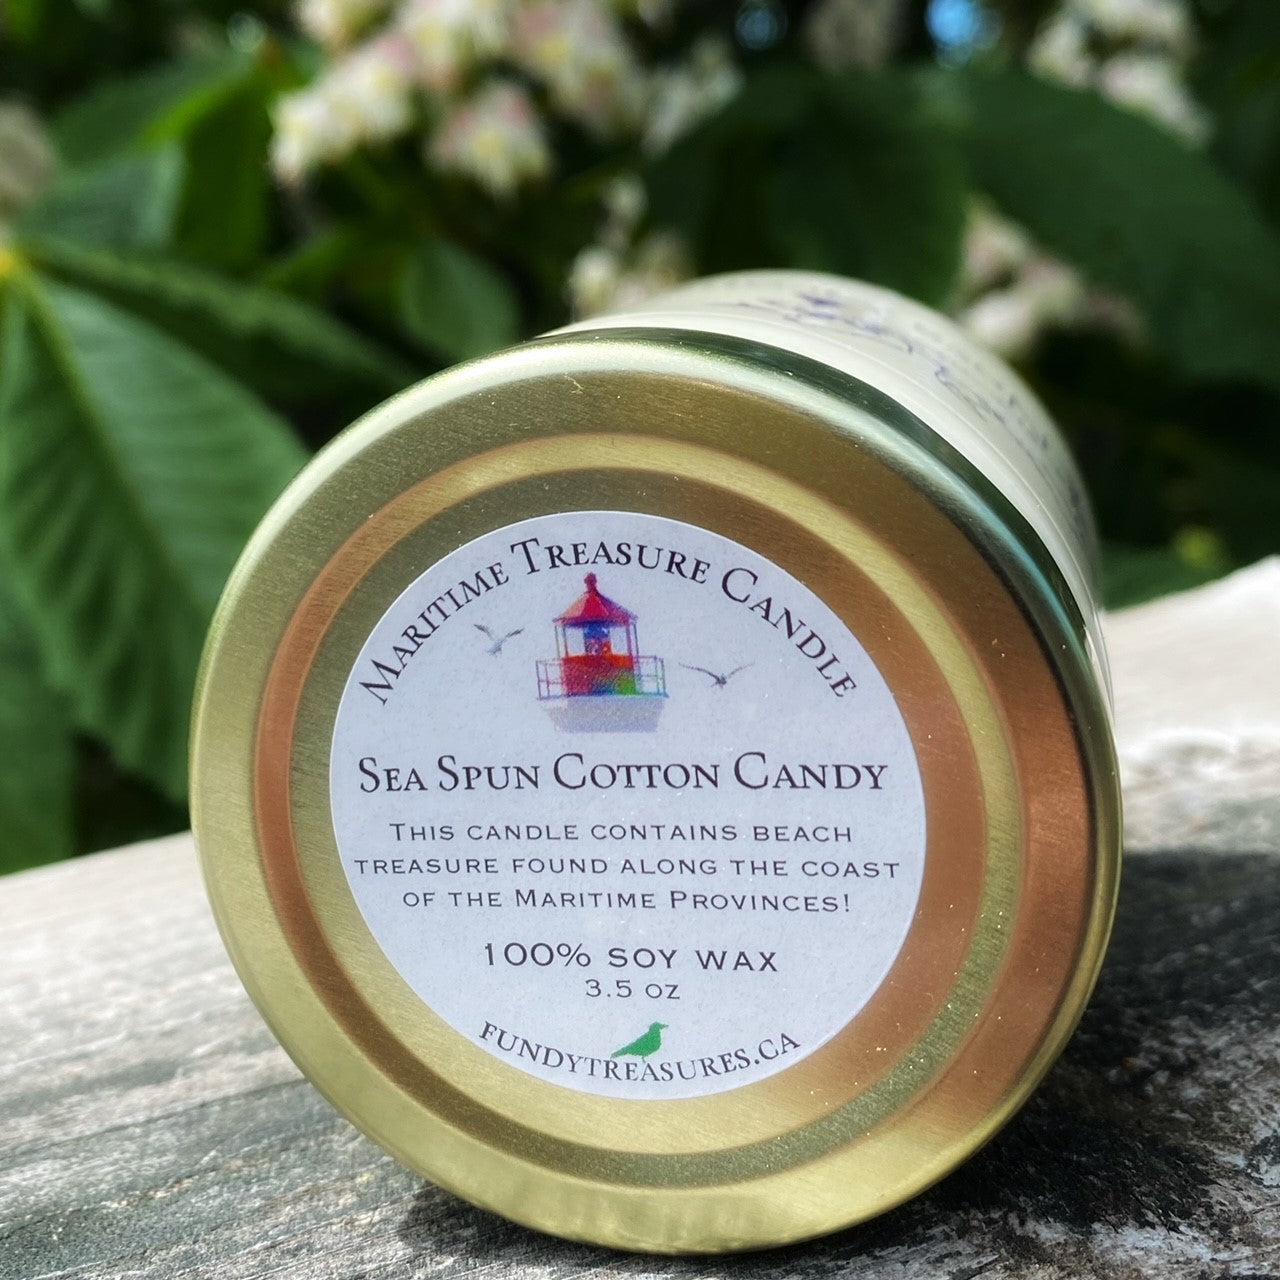 Maritime Treasure Candle
Sea Spun Cotton Candy
This candle contains beach
treasure found along the coast
of the Maritime Provinces!
100% soy wax
3.5 oz
fundytreasures.ca